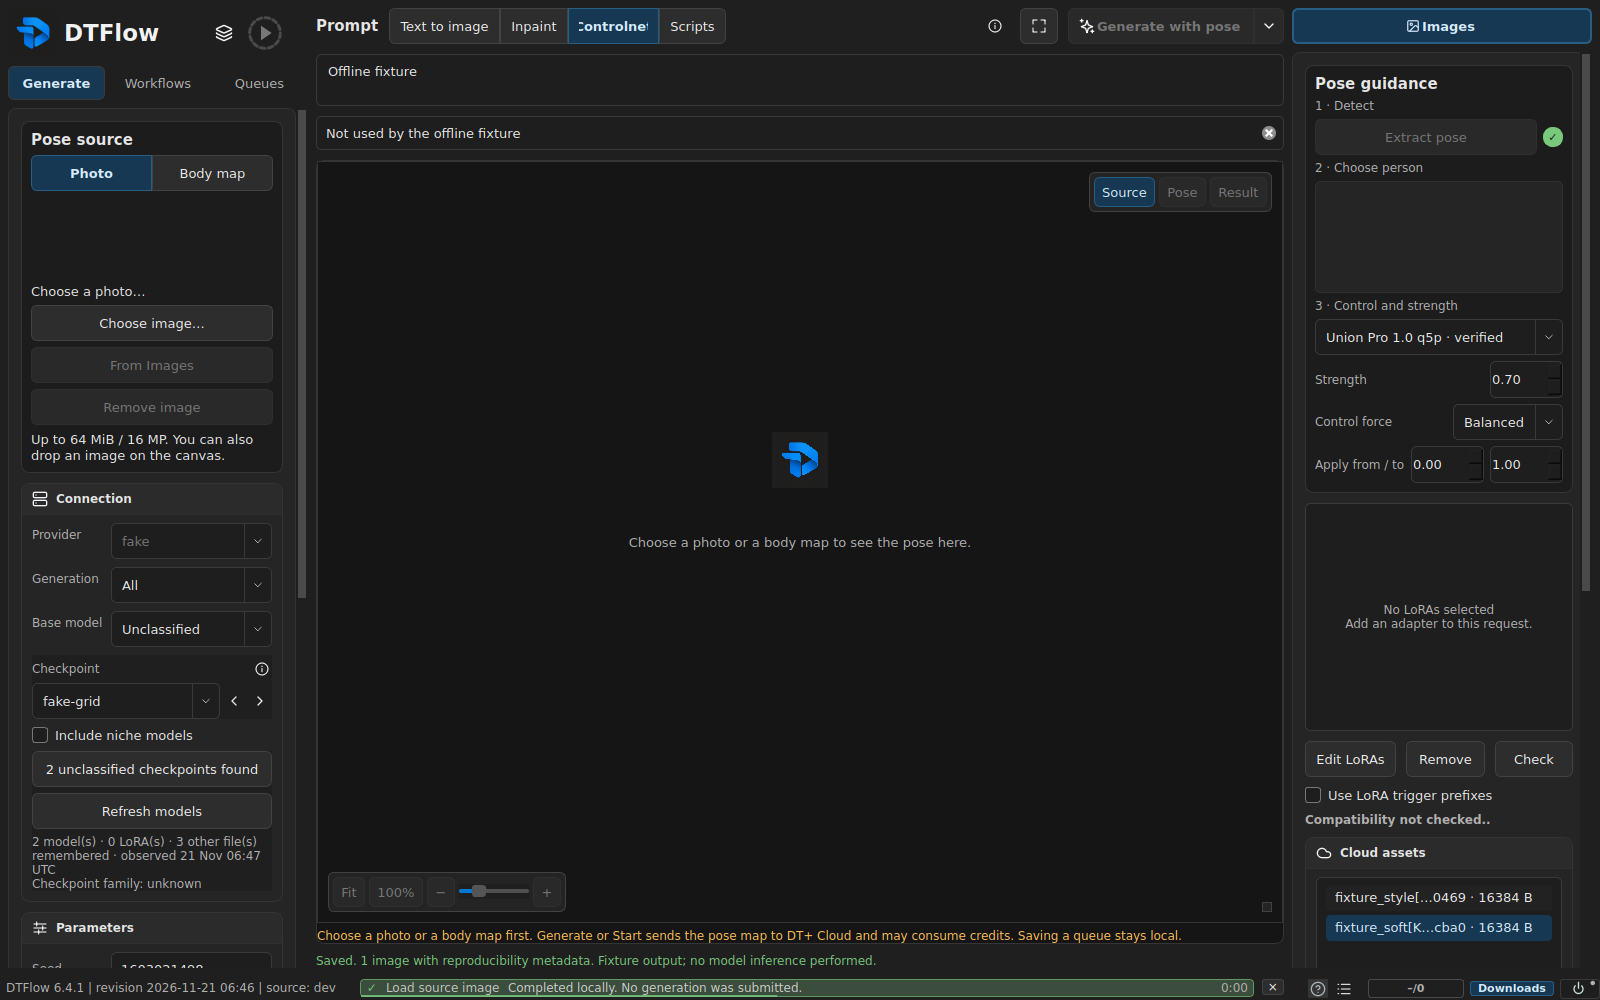 DTFlow
Generate
Workflows
Queues
Pose source
Photo
Body map
Choose a photo...
Choose image...
From Images
Remove image
Up to 64 MiB / 16 MP. You can also
drop an image on the canvas.
Connection
Provider
fake
Generation
All
Base model
Unclassified
Checkpoint
fake-grid
Include niche models
2 unclassified checkpoints found
Refresh models
2 model(s) · 0 LoRA(s) · 3 other file(s)
remembered · observed 21 Nov 06:47
UTC
Checkpoint family: unknown
Parameters
Prompt
Text to image
Inpaint
Controlnet
Scripts
Generate with pose
Offline fixture
Not used by the offline fixture
Source
Pose
Result
Choose a photo or a body map to see the pose here.
Fit
100%
−
+
Choose a photo or a body map first. Generate or Start sends the pose map to DT+ Cloud and may consume credits. Saving a queue stays local.
Saved. 1 image with reproducibility metadata. Fixture output; no model inference performed.
Images
Pose guidance
1 · Detect
Extract pose
✓
2 · Choose person
3 · Control and strength
Union Pro 1.0 q5p · verified
Strength
0.70
Control force
Balanced
Apply from / to
0.00
1.00
No LoRAs selected
Add an adapter to this request.
Edit LoRAs
Remove
Check
Use LoRA trigger prefixes
Compatibility not checked..
Cloud assets
fixture_style[...0469 · 16384 B
fixture_soft[K...cba0 · 16384 B
DTFlow 6.4.1 | revision 2026-11-21 06:46 | source: dev
✓ Load source image Completed locally. No generation was submitted.
0:00
-/0
Downloads